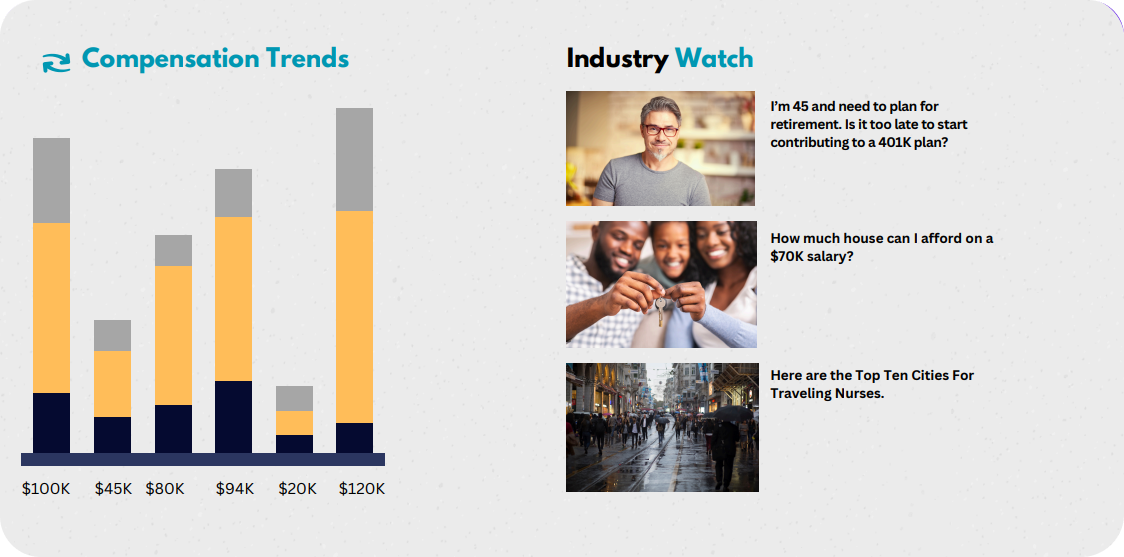 Compensation Trends
$100K $45K $80K $94K $20K $120K
Industry Watch
I’m 45 and need to plan for
retirement. Is it too late to start
contributing to a 401K plan?
How much house can I afford on a
$70K salary?
Here are the Top Ten Cities For
Traveling Nurses.